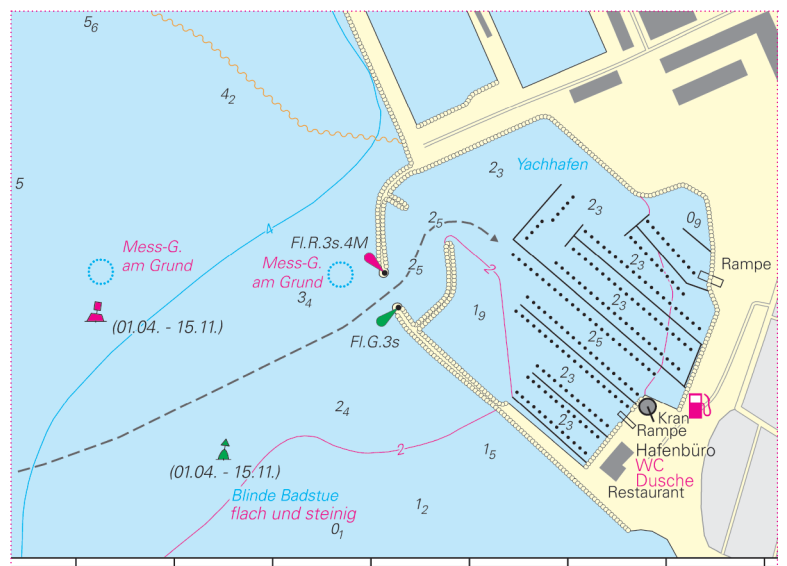 5₆
4₂
5
2₃
Yachhafen
2₃
0₉
2₅
4
Mess-G.
am Grund
Fl.R.3s.4M
Mess-G.
am Grund
2₅
2
2₃
Rampe
3₄
(01.04. - 15.11.)
1₉
2₃
Fl.G.3s
2₅
2₃
2₄
2₃
Kran
Rampe
2
1₅
Hafenbüro
WC
Dusche
Restaurant
(01.04. - 15.11.)
Blinde Badstue
flach und steinig
1₂
0₁